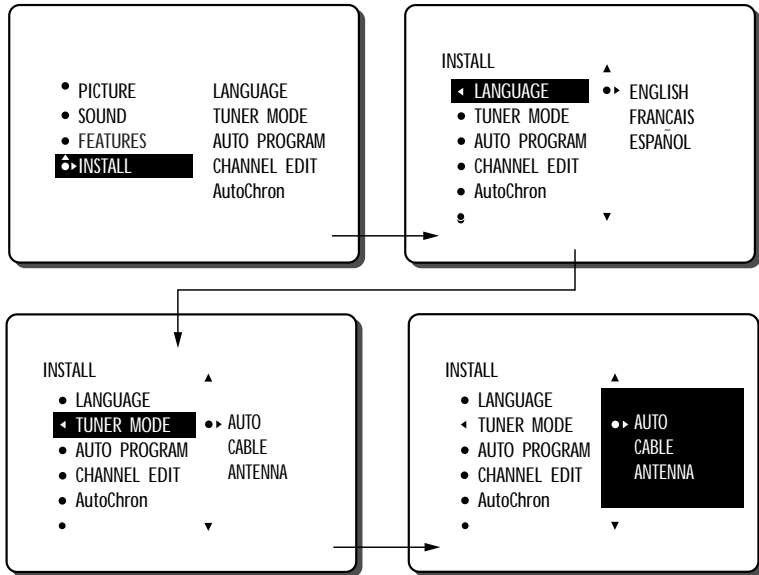 PICTURE LANGUAGE
SOUND TUNER MODE
FEATURES AUTO PROGRAM
INSTALL CHANNEL EDIT
AutoChron
INSTALL
LANGUAGE ENGLISH
TUNER MODE FRANCAIS
AUTO PROGRAM ESPAÑOL
CHANNEL EDIT
AutoChron
INSTALL
LANGUAGE
TUNER MODE AUTO
AUTO PROGRAM CABLE
CHANNEL EDIT ANTENNA
AutoChron
INSTALL
LANGUAGE
TUNER MODE AUTO
AUTO PROGRAM CABLE
CHANNEL EDIT ANTENNA
AutoChron